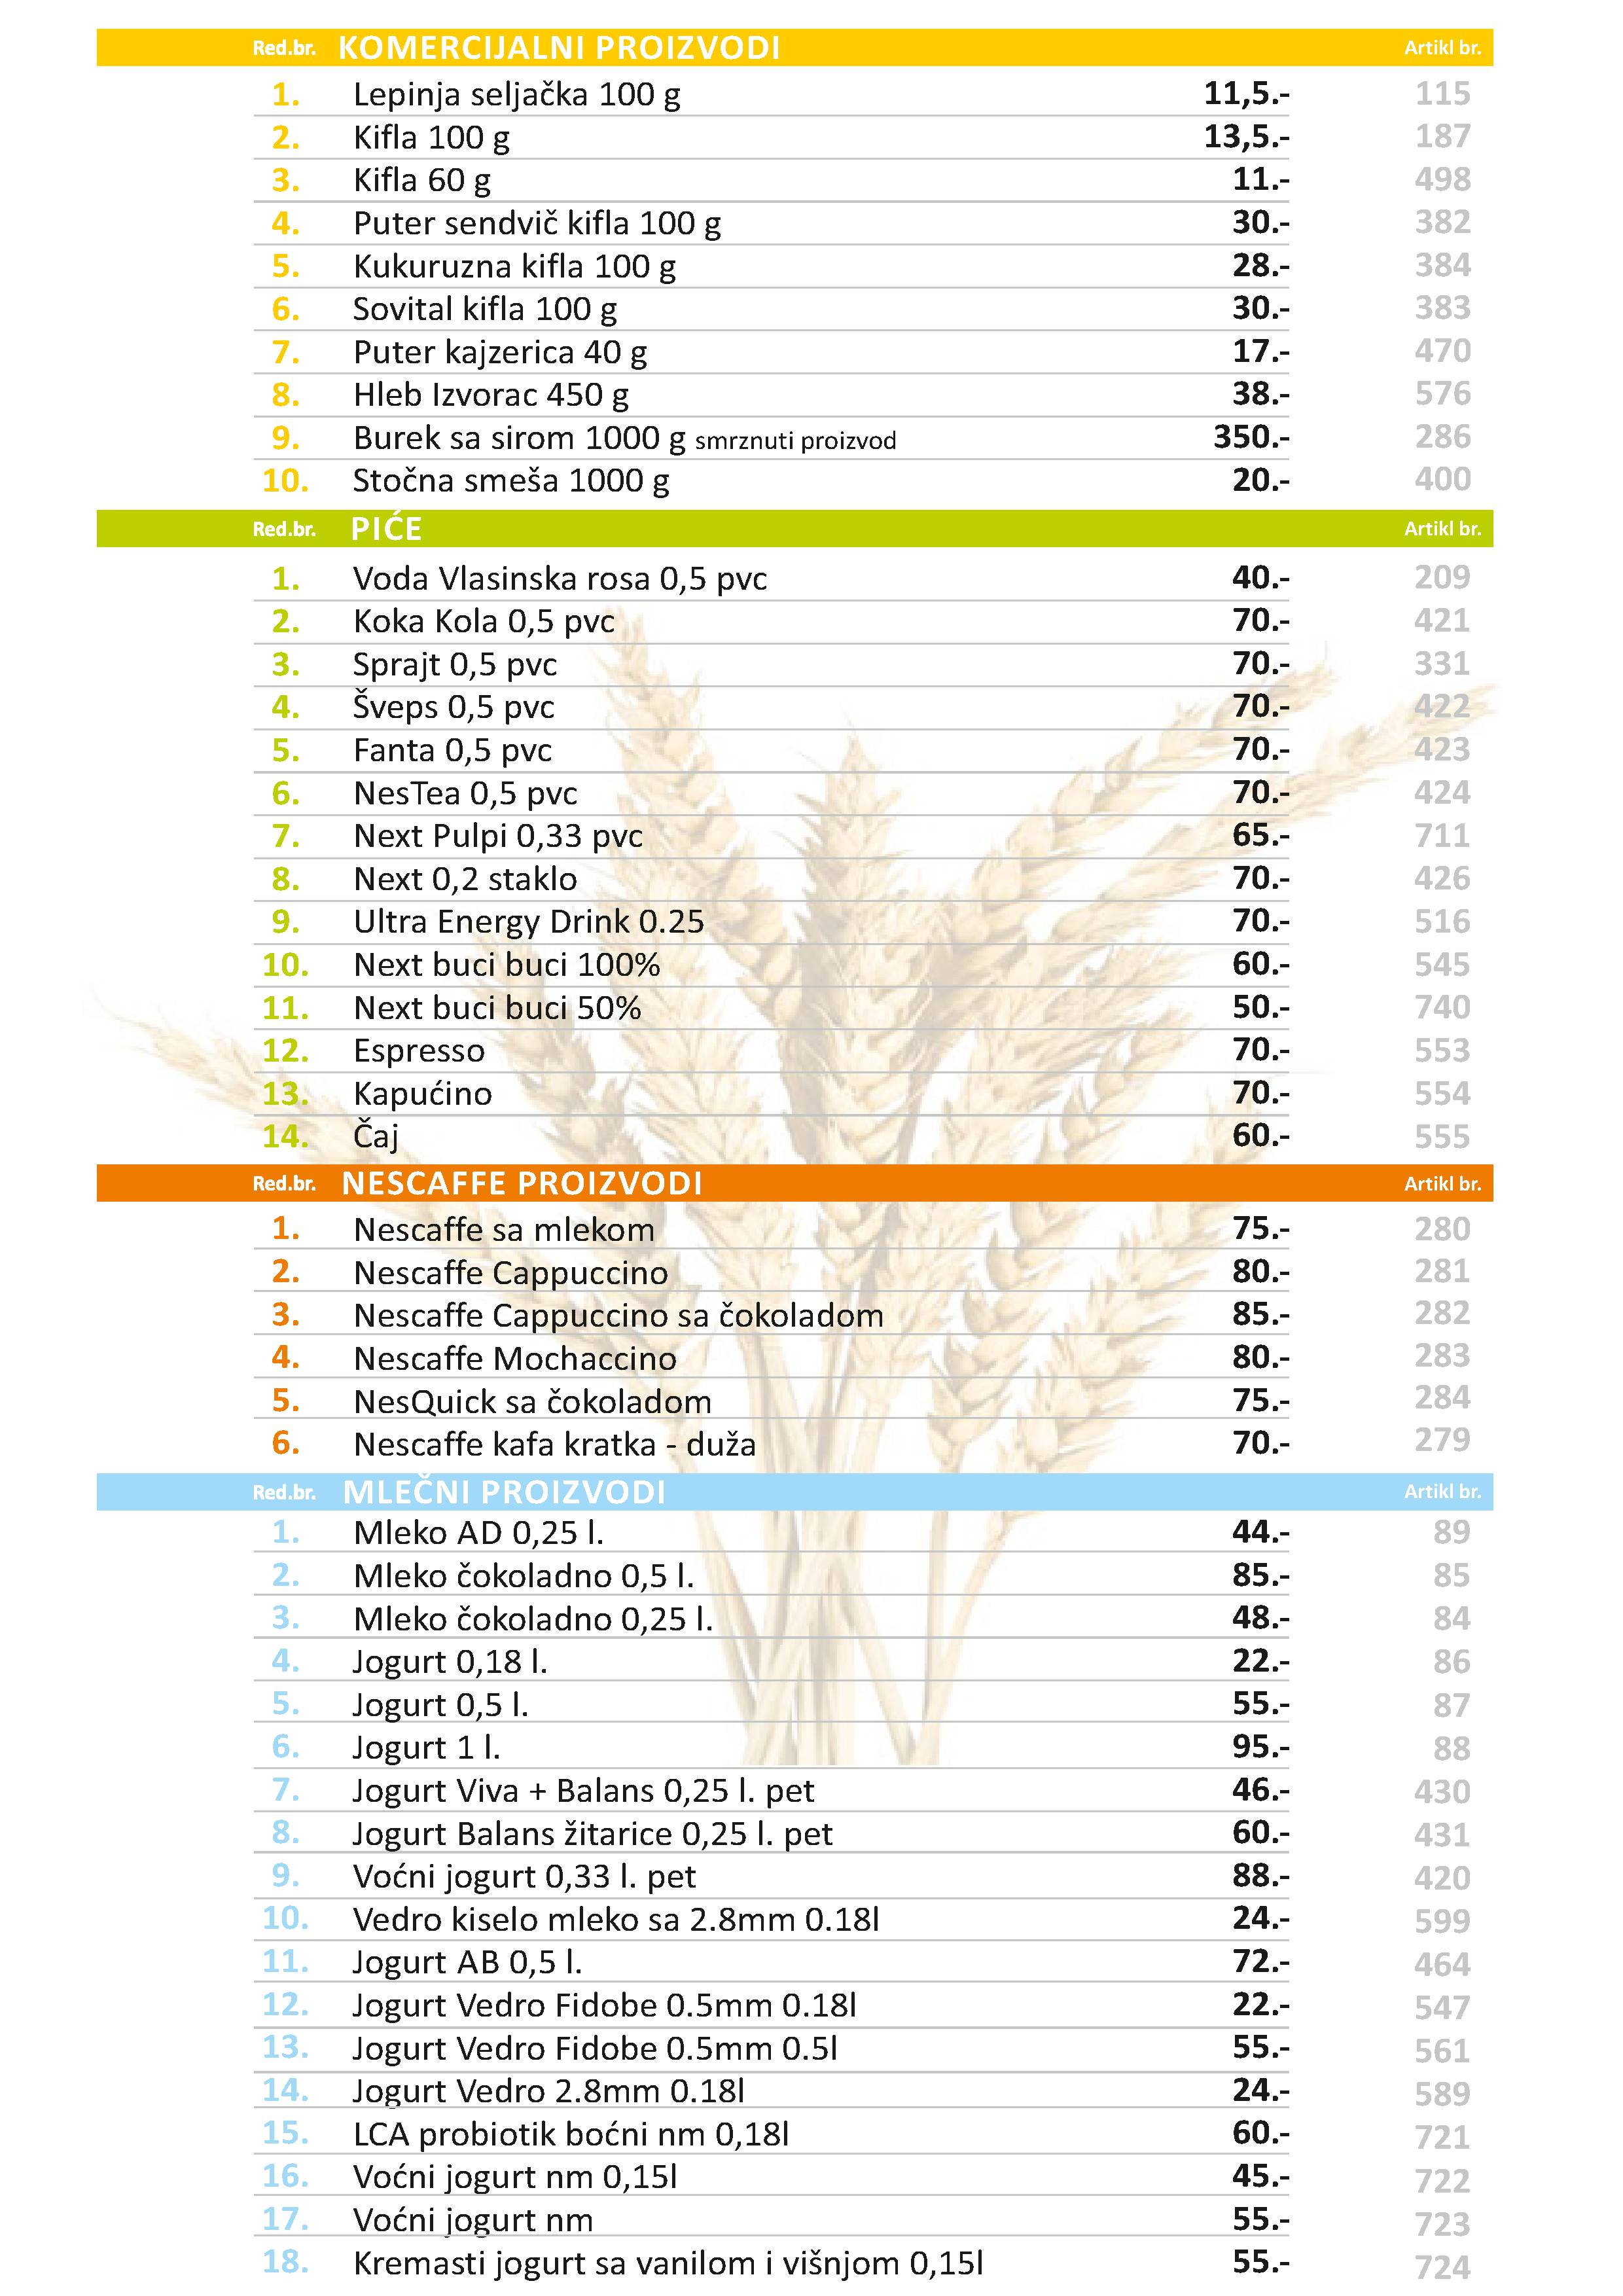 Red.br. KOMERCIJALNI PROIZVODI Artikl br.
1. Lepinja seljačka 100 g 11,5.- 115
2. Kifla 100 g 13,5.- 187
3. Kifla 60 g 11.- 498
4. Puter sendvič kifla 100 g 30.- 382
5. Kukuruzna kifla 100 g 28.- 384
6. Sovital kifla 100 g 30.- 383
7. Puter kajzerica 40 g 17.- 470
8. Hleb Izvorac 450 g 38.- 576
9. Burek sa sirom 1000 g smrznuti proizvod 350.- 286
10. Stočna smeša 1000 g 20.- 400
Red.br. PIĆE Artikl br.
1. Voda Vlasinska rosa 0,5 pvc 40.- 209
2. Koka Kola 0,5 pvc 70.- 421
3. Sprajt 0,5 pvc 70.- 331
4. Šveps 0,5 pvc 70.- 422
5. Fanta 0,5 pvc 70.- 423
6. NesTea 0,5 pvc 70.- 424
7. Next Pulpi 0,33 pvc 65.- 711
8. Next 0,2 staklo 70.- 426
9. Ultra Energy Drink 0.25 70.- 516
10. Next buci buci 100% 60.- 545
11. Next buci buci 50% 50.- 740
12. Espresso 70.- 553
13. Kapućino 70.- 554
14. Čaj 60.- 555
Red.br. NESCAFFE PROIZVODI Artikl br.
1. Nescaffe sa mlekom 75.- 280
2. Nescaffe Cappuccino 80.- 281
3. Nescaffe Cappuccino sa čokoladom 85.- 282
4. Nescaffe Mochaccino 80.- 283
5. NesQuick sa čokoladom 75.- 284
6. Nescaffe kafa kratka - duža 70.- 279
Red.br. MLEČNI PROIZVODI Artikl br.
1. Mleko AD 0,25 l. 44.- 89
2. Mleko čokoladno 0,5 l. 85.- 85
3. Mleko čokoladno 0,25 l. 48.- 84
4. Jogurt 0,18 l. 22.- 86
5. Jogurt 0,5 l. 55.- 87
6. Jogurt 1 l. 95.- 88
7. Jogurt Viva + Balans 0,25 l. pet 46.- 430
8. Jogurt Balans žitarice 0,25 l. pet 60.- 431
9. Voćni jogurt 0,33 l. pet 88.- 420
10. Vedro kiselo mleko sa 2.8mm 0.18l 24.- 599
11. Jogurt AB 0,5 l. 72.- 464
12. Jogurt Vedro Fidobe 0.5mm 0.18l 22.- 547
13. Jogurt Vedro Fidobe 0.5mm 0.5l 55.- 561
14. Jogurt Vedro 2.8mm 0.18l 24.- 589
15. LCA probiotik boćni nm 0,18l 60.- 721
16. Voćni jogurt nm 0,15l 45.- 722
17. Voćni jogurt nm 55.- 723
18. Kremasti jogurt sa vanilom i višnjom 0,15l 55.- 724